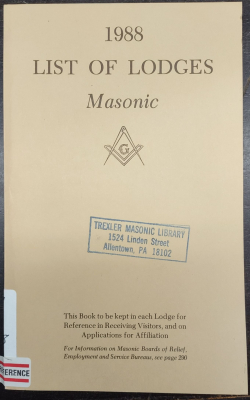 1988
LIST OF LODGES
Masonic
G
TREXLER MASONIC LIBRARY
1524 Linden Street
Allentown, PA 18102
This Book to be kept in each Lodge for
Reference in Receiving Visitors, and on
Applications for Affiliation
For Information on Masonic Boards of Relief,
Employment and Service Bureaus, see page 290